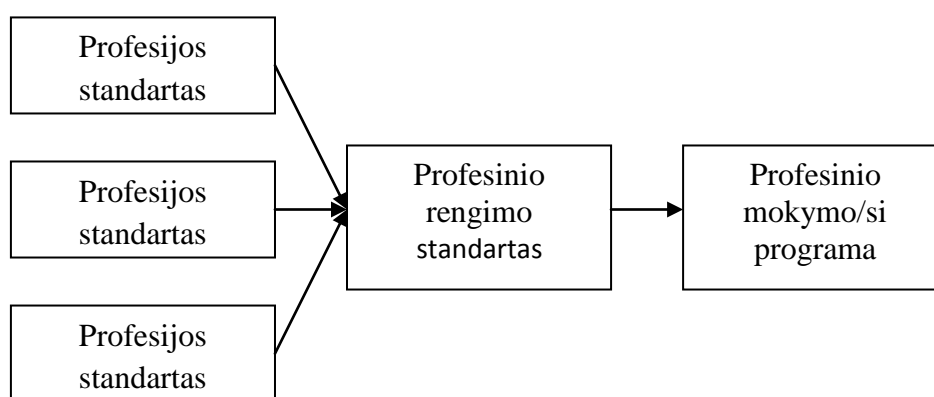 Profesijos
standartas
Profesijos
standartas
Profesijos
standartas
Profesinio
rengimo
standartas
Profesinio
mokymo/si
programa